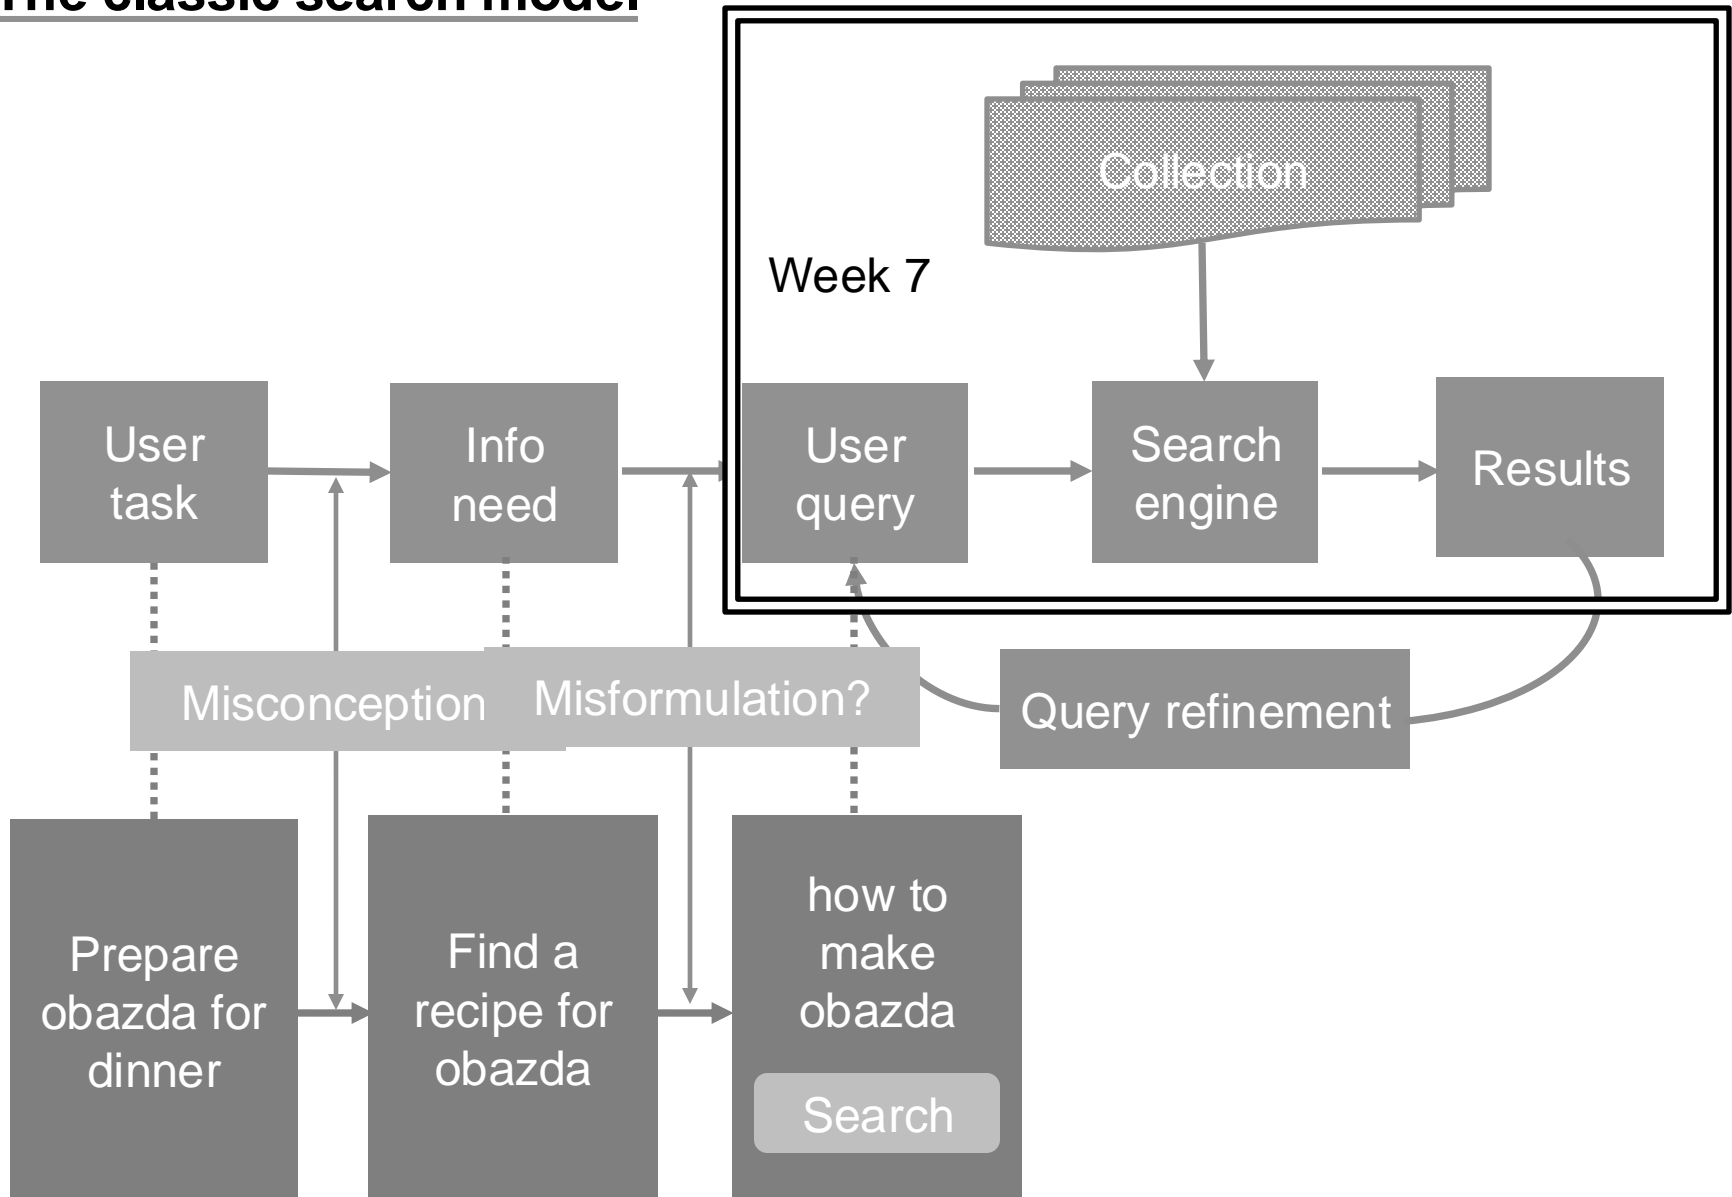 The classic search model
Collection
Week 7
User
task
Info
need
User
query
Search
engine
Results
Misconception
Misformulation?
Query refinement
Prepare
obazda for
dinner
Find a
recipe for
obazda
how to
make
obazda
Search